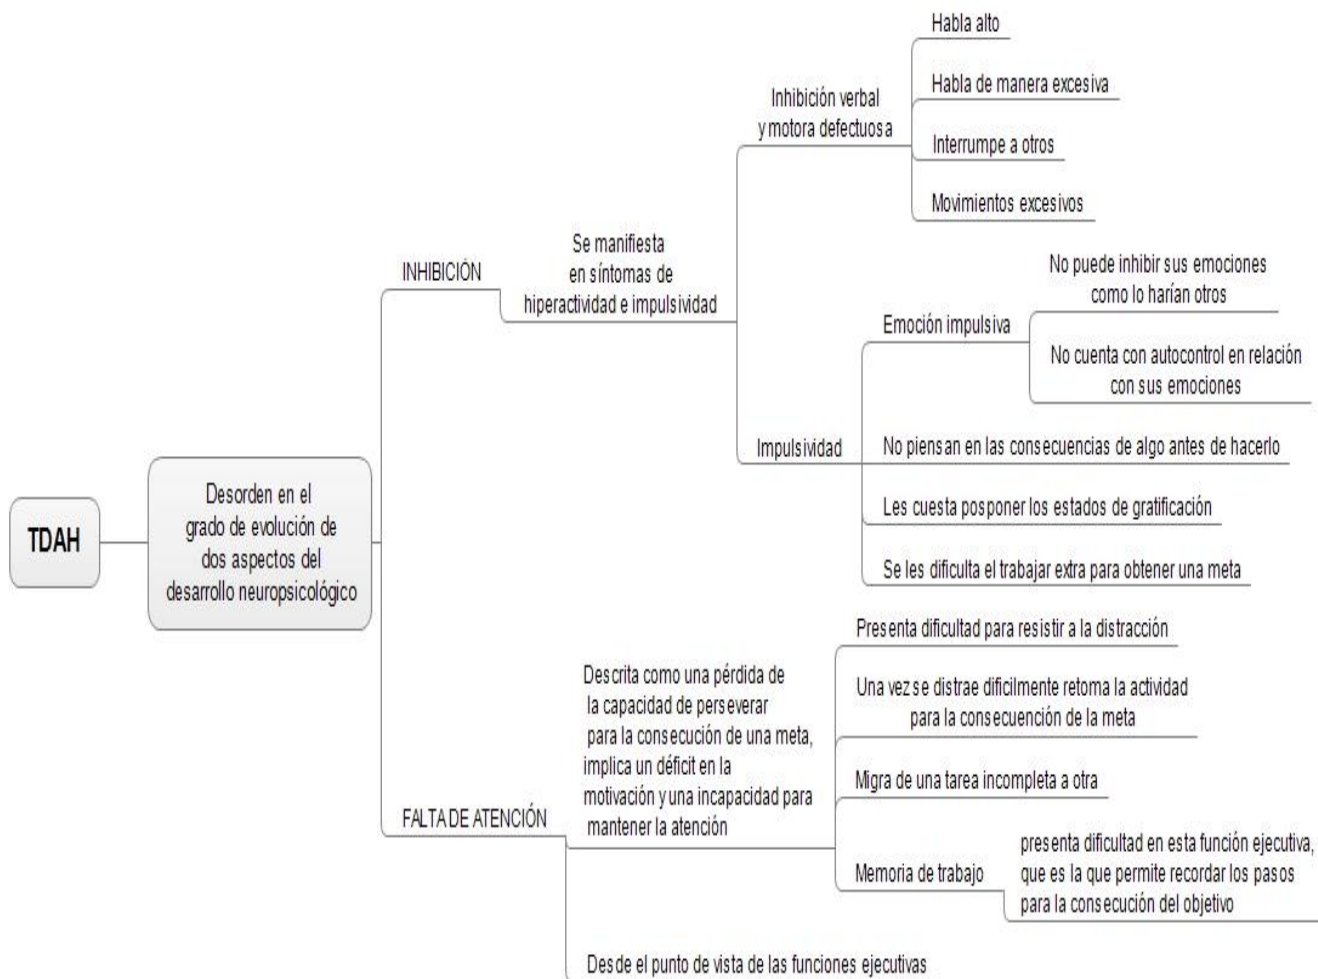 TDAH
Desorden en el
grado de evolución de
dos aspectos del
desarrollo neuropsicológico
INHIBICIÓN
Se manifiesta
en síntomas de
hiperactividad e impulsividad
Inhibición verbal
y motora defectuosa
Habla alto
Habla de manera excesiva
Interrumpe a otros
Movimientos excesivos
Impulsividad
Emoción impulsiva
No puede inhibir sus emociones
como lo harían otros
No cuenta con autocontrol en relación
con sus emociones
No piensan en las consecuencias de algo antes de hacerlo
Les cuesta posponer los estados de gratificación
Se les dificulta el trabajar extra para obtener una meta
FALTA DE ATENCIÓN
Descrita como una pérdida de
la capacidad de perseverar
para la consecución de una meta,
implica un déficit en la
motivación y una incapacidad para
mantener la atención
Presenta dificultad para resistir a la distracción
Una vez se distrae dificilmente retoma la actividad
para la consecuención de la meta
Migra de una tarea incompleta a otra
Memoria de trabajo
presenta dificultad en esta función ejecutiva,
que es la que permite recordar los pasos
para la consecución del objetivo
Desde el punto de vista de las funciones ejecutivas